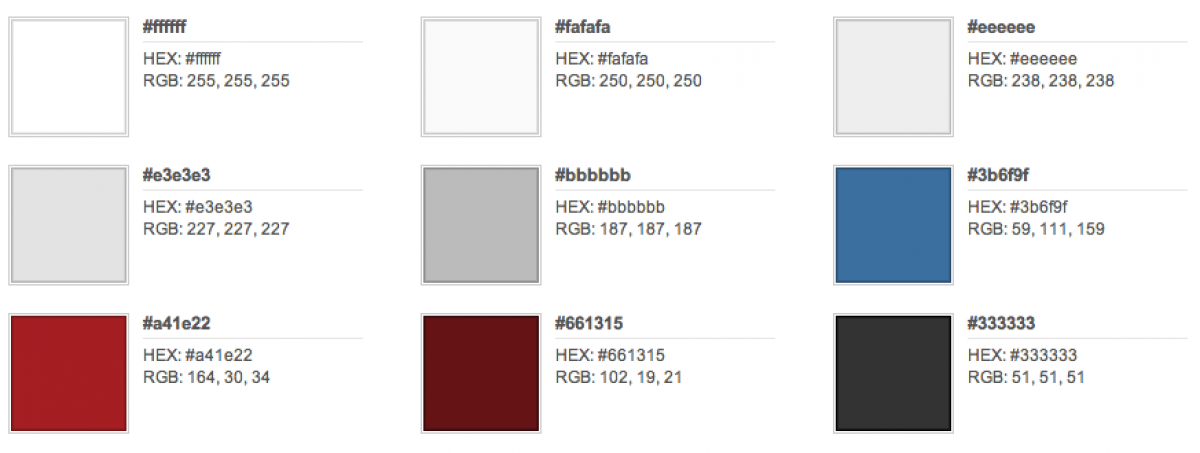 #ffffff
HEX: #ffffff
RGB: 255, 255, 255
#fafafa
HEX: #fafafa
RGB: 250, 250, 250
#eeeeee
HEX: #eeeeee
RGB: 238, 238, 238
#e3e3e3
HEX: #e3e3e3
RGB: 227, 227, 227
#bbbbbb
HEX: #bbbbbb
RGB: 187, 187, 187
#3b6f9f
HEX: #3b6f9f
RGB: 59, 111, 159
#a41e22
HEX: #a41e22
RGB: 164, 30, 34
#661315
HEX: #661315
RGB: 102, 19, 21
#333333
HEX: #333333
RGB: 51, 51, 51